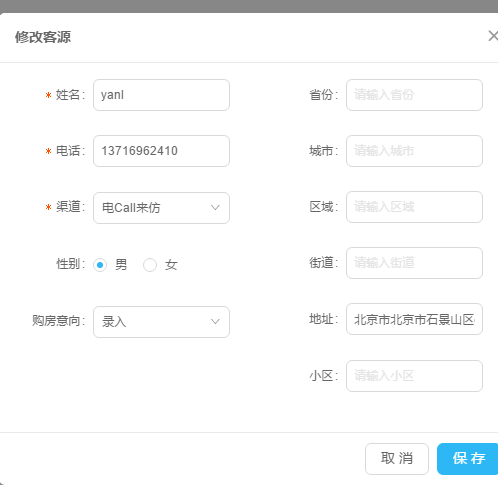 修改客源
* 姓名: yanl
省份: 请输入省份
* 电话: 13716962410
城市: 请输入城市
* 渠道: 电Call来仿
区域: 请输入区域
性别: 男 女
街道: 请输入街道
购房意向: 录入
地址: 北京市北京市石景山区
小区: 请输入小区
取 消
保 存